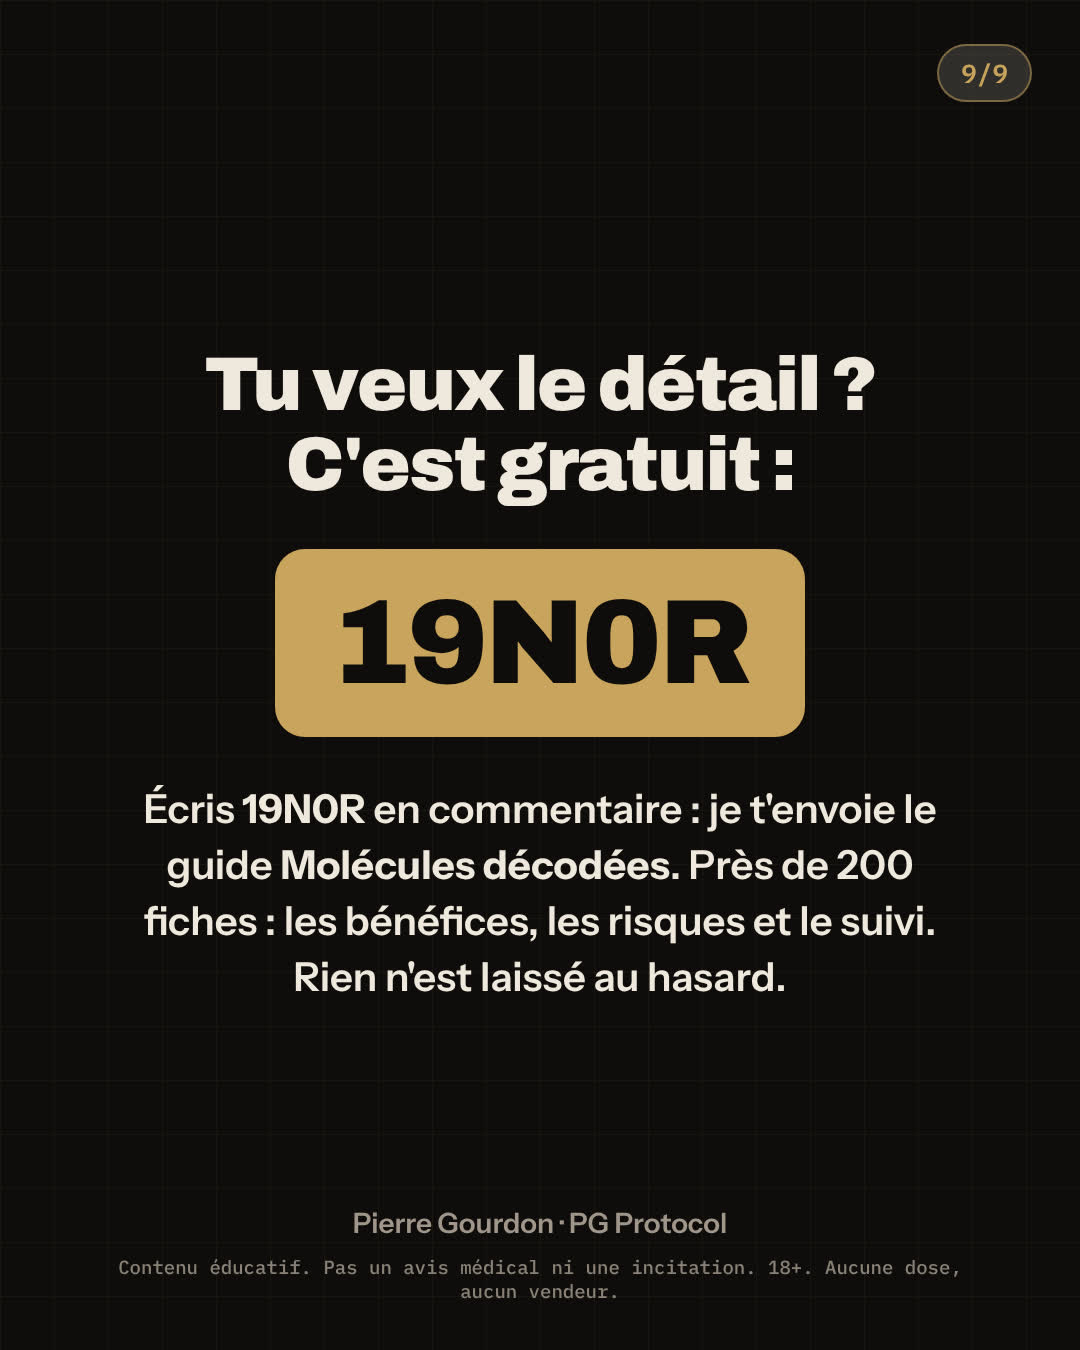 9/9
Tu veux le détail ?
C'est gratuit :
19N0R
Écris 19N0R en commentaire : je t'envoie le
guide Molécules décodées. Près de 200
fiches : les bénéfices, les risques et le suivi.
Rien n'est laissé au hasard.
Pierre Gourdon · PG Protocol
Contenu éducatif. Pas un avis médical ni une incitation. 18+. Aucune dose,
aucun vendeur.